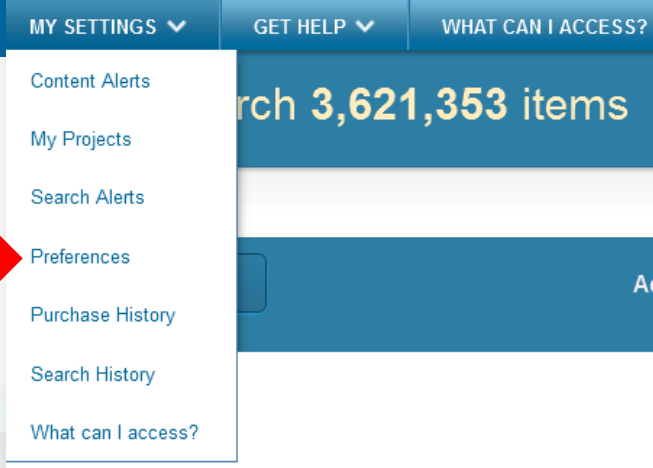 MY SETTINGS GET HELP WHAT CAN I ACCESS?
Content Alerts
rch 3,621,353 items
My Projects
Search Alerts
Preferences
Purchase History
Search History
What can I access?